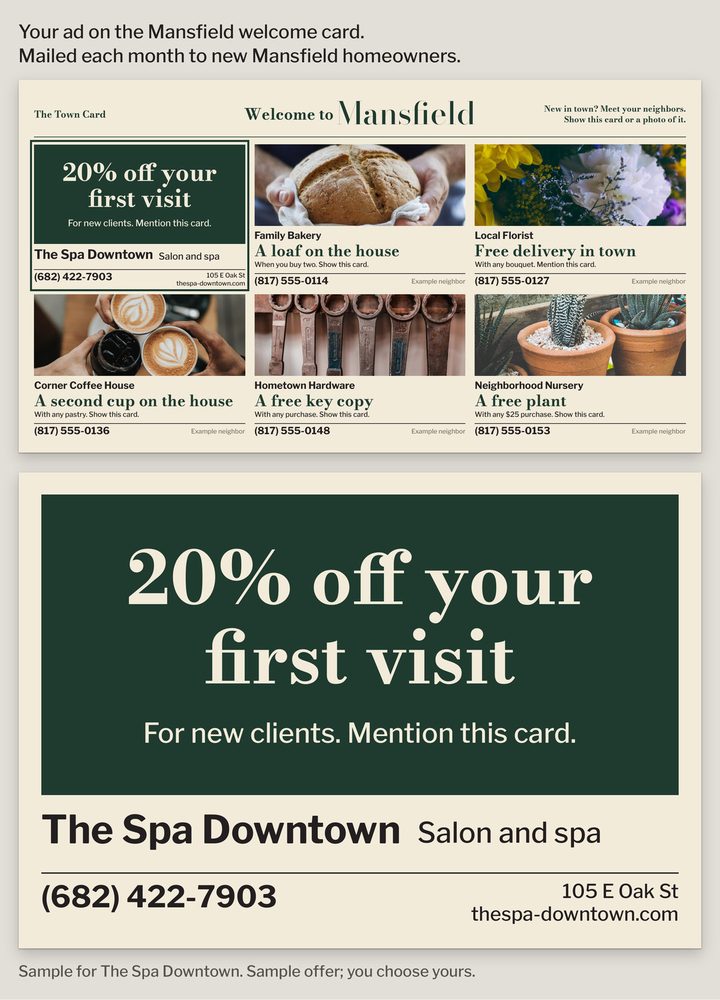 Your ad on the Mansfield welcome card.
Mailed each month to new Mansfield homeowners.
The Town Card
Welcome to Mansfield
New in town? Meet your neighbors.
Show this card or a photo of it.
20% off your
first visit
For new clients. Mention this card.
The Spa Downtown Salon and spa
(682) 422-7903
105 E Oak St
thespa-downtown.com
Family Bakery
A loaf on the house
When you buy two. Show this card.
(817) 555-0114 Example neighbor
Local Florist
Free delivery in town
With any bouquet. Mention this card.
(817) 555-0127 Example neighbor
Corner Coffee House
A second cup on the house
With any pastry. Show this card.
(817) 555-0136 Example neighbor
Hometown Hardware
A free key copy
With any purchase. Show this card.
(817) 555-0148 Example neighbor
Neighborhood Nursery
A free plant
With any $25 purchase. Show this card.
(817) 555-0153 Example neighbor
20% off your
first visit
For new clients. Mention this card.
The Spa Downtown Salon and spa
(682) 422-7903
105 E Oak St
thespa-downtown.com
Sample for The Spa Downtown. Sample offer; you choose yours.